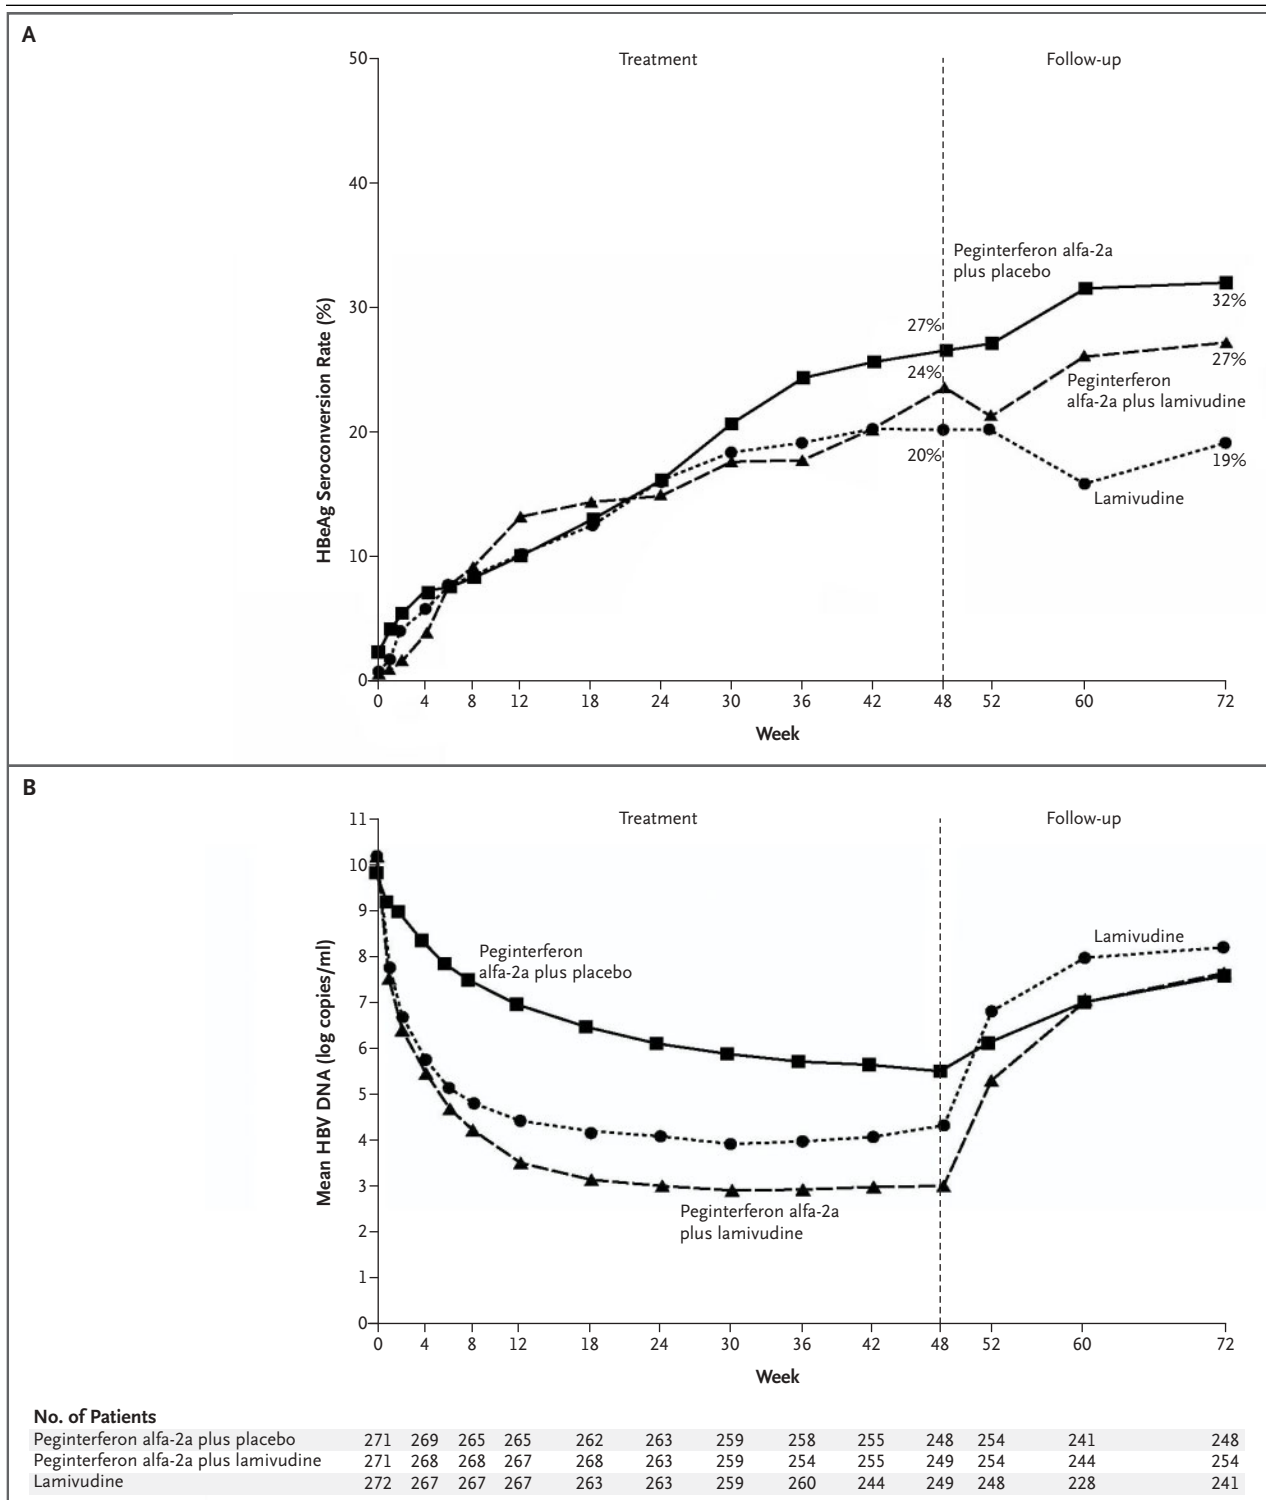 A
Treatment
Follow-up
50
40
30
20
10
0
HBeAg Seroconversion Rate (%)
Peginterferon alfa-2a
plus placebo
27%
24%
20%
32%
27%
Peginterferon
alfa-2a plus lamivudine
19%
Lamivudine
0 4 8 12 18 24 30 36 42 48 52 60 72
Week
B
Treatment
Follow-up
11
10
9
8
7
6
5
4
3
2
1
0
Mean HBV DNA (log copies/ml)
Lamivudine
Peginterferon
alfa-2a plus placebo
Peginterferon alfa-2a
plus lamivudine
0 4 8 12 18 24 30 36 42 48 52 60 72
Week
No. of Patients
Peginterferon alfa-2a plus placebo 271 269 265 265 262 263 259 258 255 248 254 241 248
Peginterferon alfa-2a plus lamivudine 271 268 268 267 268 263 259 254 255 249 254 244 254
Lamivudine 272 267 267 267 263 263 259 260 244 249 248 228 241